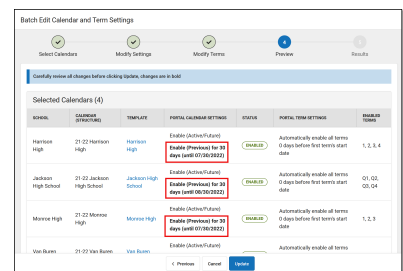 Batch Edit Calendar and Term Settings
4
5
Select Calendars
Modify Settings
Modify Terms
Preview
Results
Carefully review all changes before clicking Update, changes are in bold
Selected Calendars (4)
SCHOOL
CALENDAR (STRUCTURE)
TEMPLATE
PORTAL CALENDAR SETTINGS
STATUS
PORTAL TERM SETTINGS
ENABLED TERMS
Harrison High
21-22 Harrison High
Harrison High
Enable (Active/Future)
Enable (Previous) for 30
days (until 07/30/2022)
ENABLED
Automatically enable all terms
0 days before first term's start
date
1, 2, 3, 4
Jackson High School
21-22 Jackson High
Jackson High School
Enable (Active/Future)
Enable (Previous) for 30
days (until 06/30/2022)
ENABLED
Automatically enable all terms
0 days before first term's start
date
Q1, Q2,
Q3, Q4
Monroe High
21-22 Monroe High
Monroe High
Enable (Active/Future)
Enable (Previous) for 30
days (until 07/30/2022)
ENABLED
Automatically enable all terms
0 days before first term's start
date
1, 2, 3
Van Buren
21-22 Van Buren
Van Buren
Enable (Active/Future)
Automatically enable all terms
< Previous
Cancel
Update